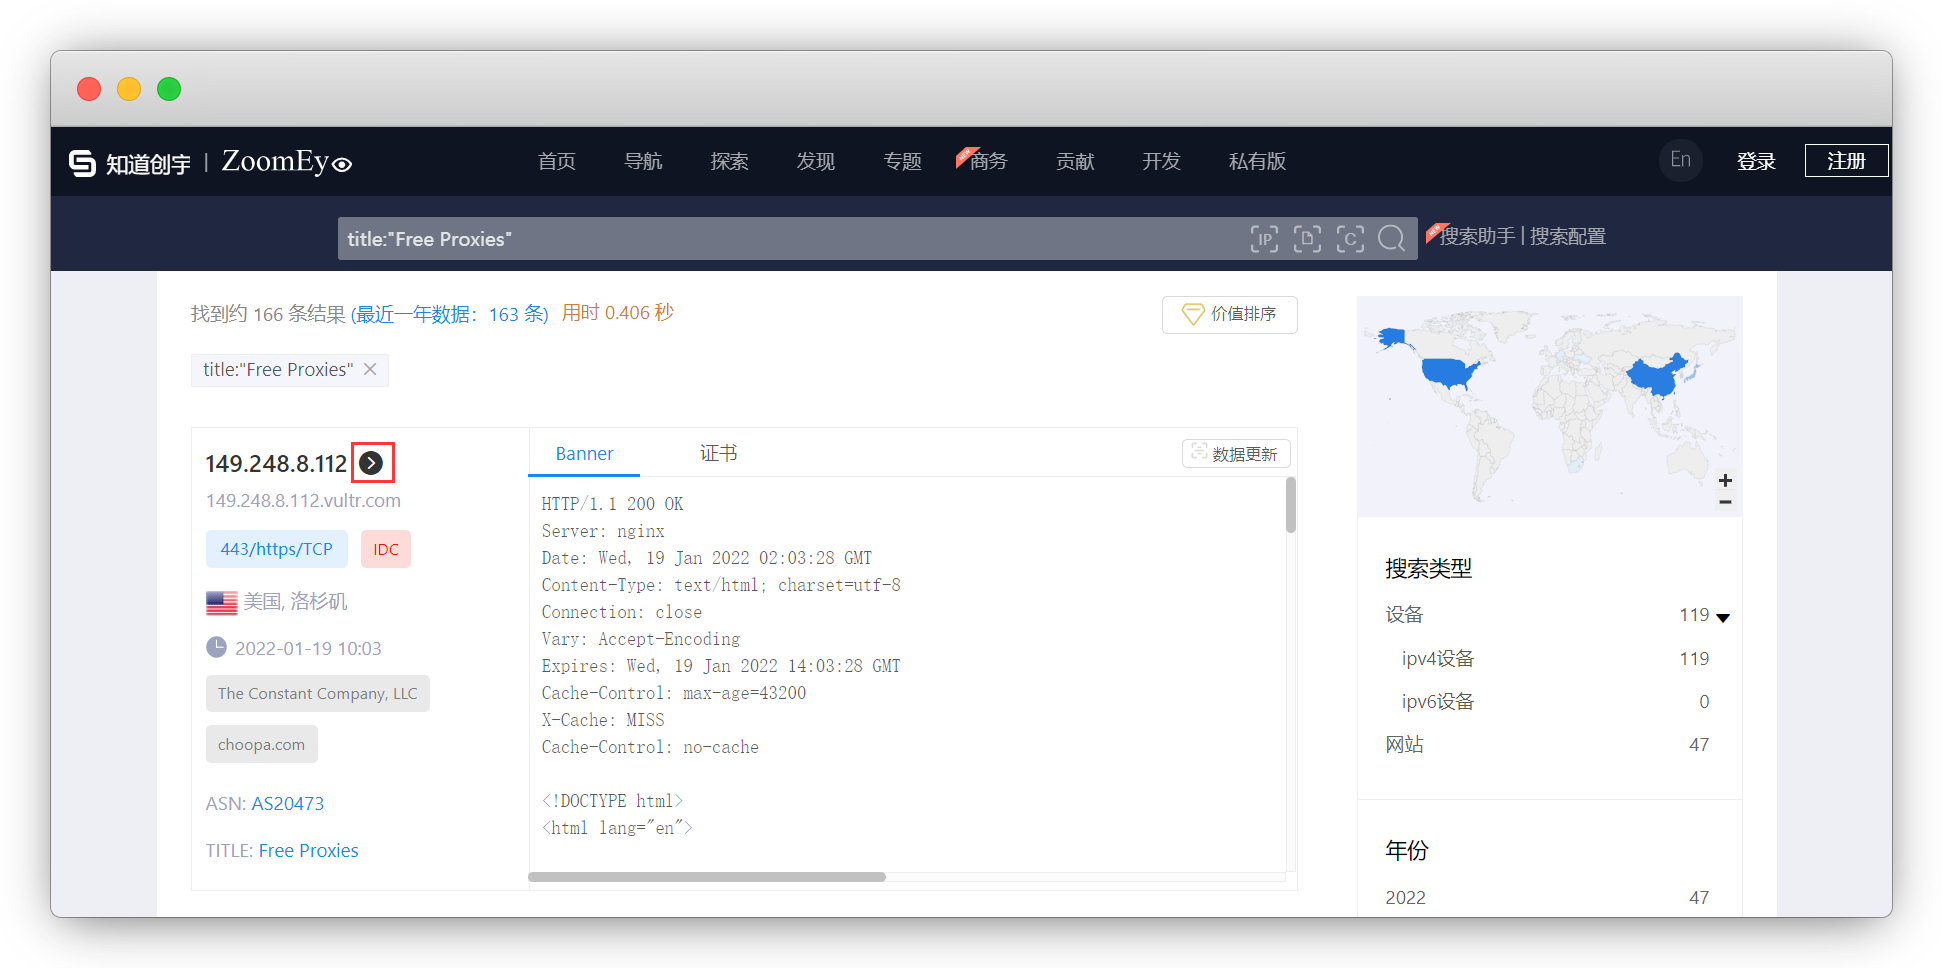 知道创宇 | ZoomEye
首页 导航 探索 发现 专题 NEW 商务 贡献 开发 私有版
En 登录 注册
title:"Free Proxies"
IP D C
NEW 搜索助手 | 搜索配置
找到约 166 条结果 (最近一年数据: 163 条) 用时 0.406 秒
价值排序
title:"Free Proxies"
149.248.8.112
149.248.8.112.vultr.com
443/https/TCP IDC
美国, 洛杉矶
2022-01-19 10:03
The Constant Company, LLC
choopa.com
ASN: AS20473
TITLE: Free Proxies
Banner 证书 数据更新
HTTP/1.1 200 OK
Server: nginx
Date: Wed, 19 Jan 2022 02:03:28 GMT
Content-Type: text/html; charset=utf-8
Connection: close
Vary: Accept-Encoding
Expires: Wed, 19 Jan 2022 14:03:28 GMT
Cache-Control: max-age=43200
X-Cache: MISS
Cache-Control: no-cache
<!DOCTYPE html>
<html lang="en">
+
−
搜索类型
设备 119
ipv4设备 119
ipv6设备 0
网站 47
年份
2022 47